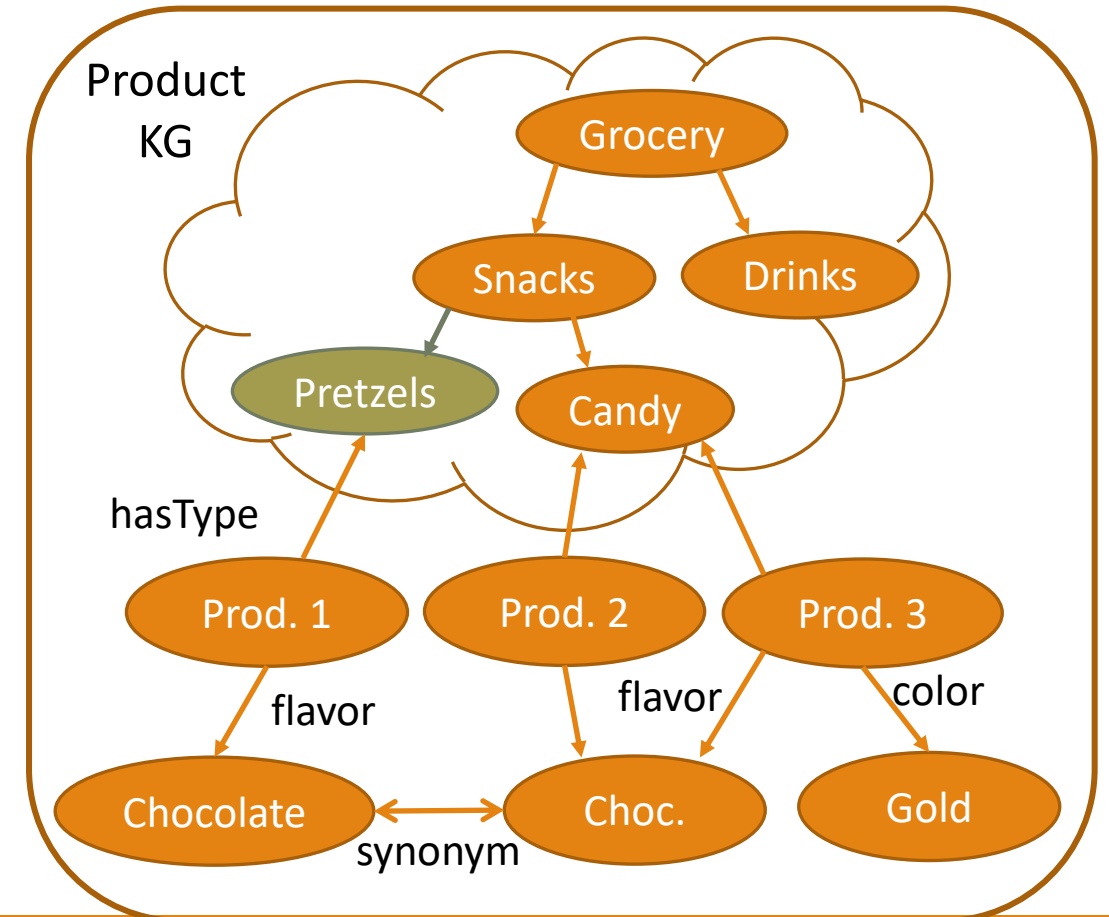 Product
KG
Grocery
Snacks
Drinks
Pretzels
Candy
hasType
Prod. 1
Prod. 2
Prod. 3
flavor
flavor
color
Chocolate
synonym
Choc.
Gold